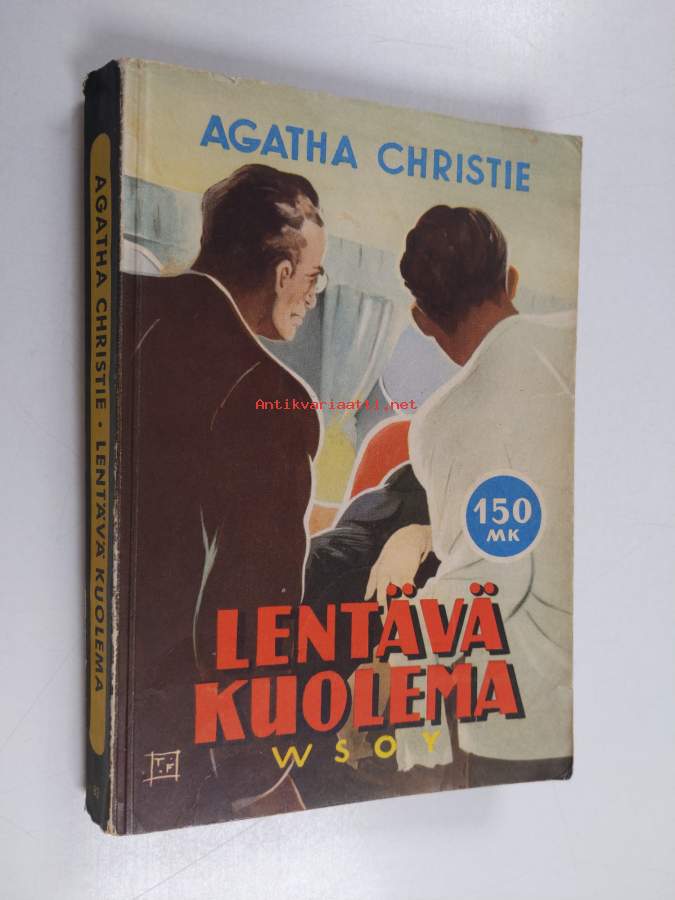 AGATHA CHRISTIE
Antikvariaatti.net
150
MK
LENTÄVÄ
KUOLEMA
WSOY
T.F
AGATHA CHRISTIE • LENTÄVÄ KUOLEMA